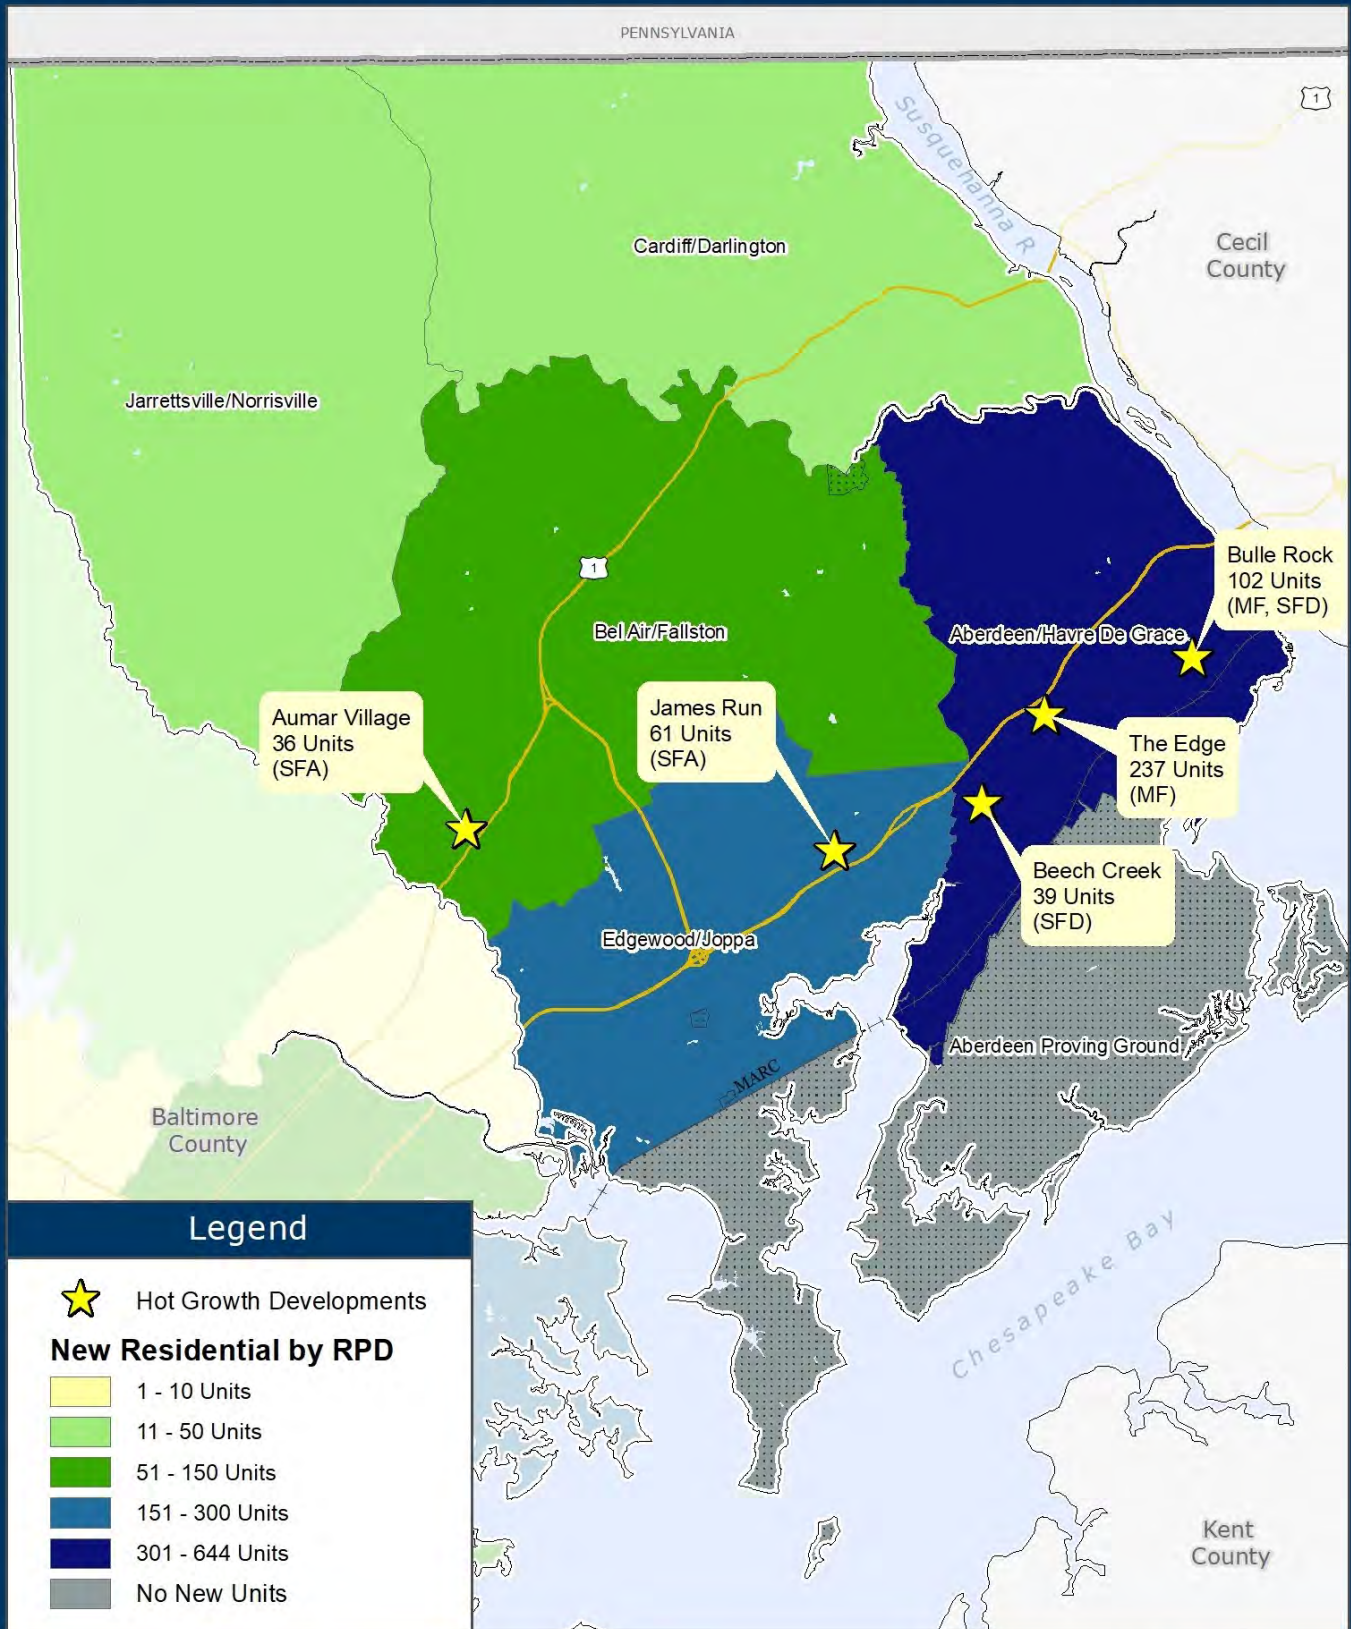 PENNSYLVANIA
1
Susquehanna R
Cecil
County
Cardiff/Darlington
Jarrettsville/Norrisville
1
Bel Air/Fallston
Aberdeen/Havre De Grace
Bulle Rock
102 Units
(MF, SFD)
Aumar Village
36 Units
(SFA)
James Run
61 Units
(SFA)
The Edge
237 Units
(MF)
Beech Creek
39 Units
(SFD)
Edgewood/Joppa
Aberdeen Proving Ground
MARC
Baltimore
County
Chesapeake Bay
Kent
County
Legend
Hot Growth Developments
New Residential by RPD
1 - 10 Units
11 - 50 Units
51 - 150 Units
151 - 300 Units
301 - 644 Units
No New Units